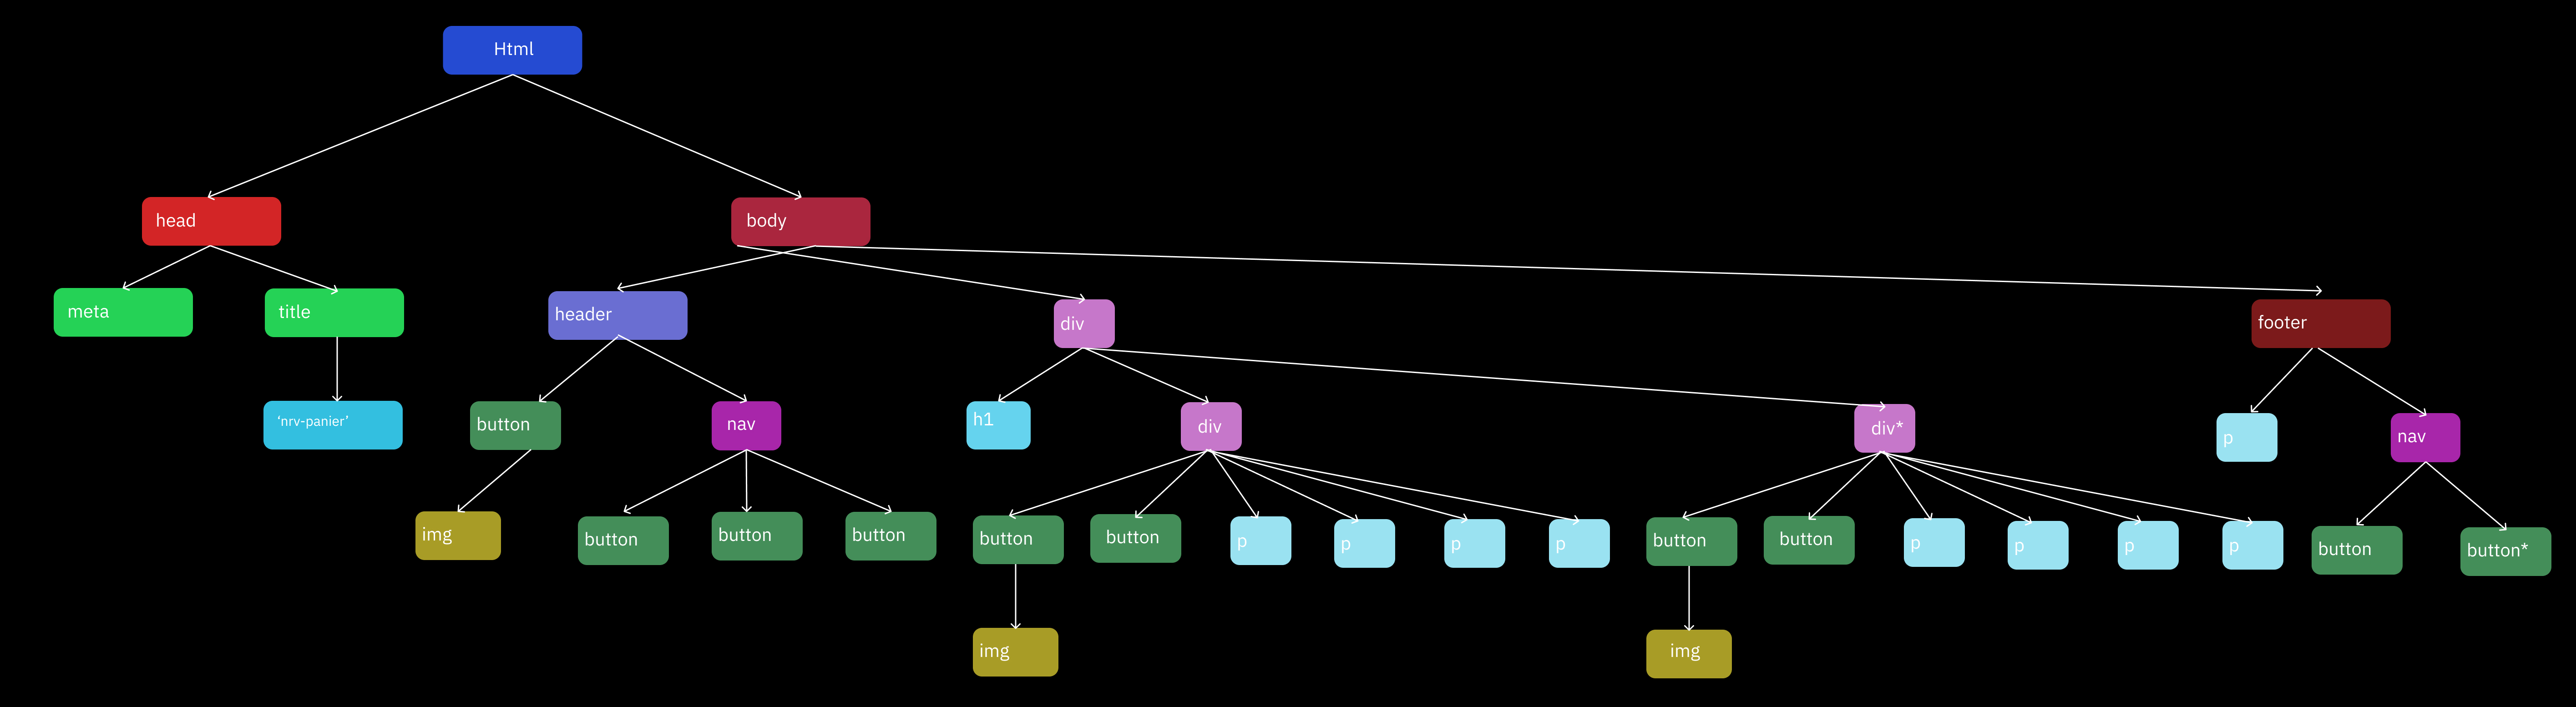 Html
head
body
meta
title
header
div
footer
'nrv-panier'
button
nav
h1
div
div*
p
nav
img
button
button
button
button
button
p
p
p
p
button
button
p
p
p
p
button
button*
img
img